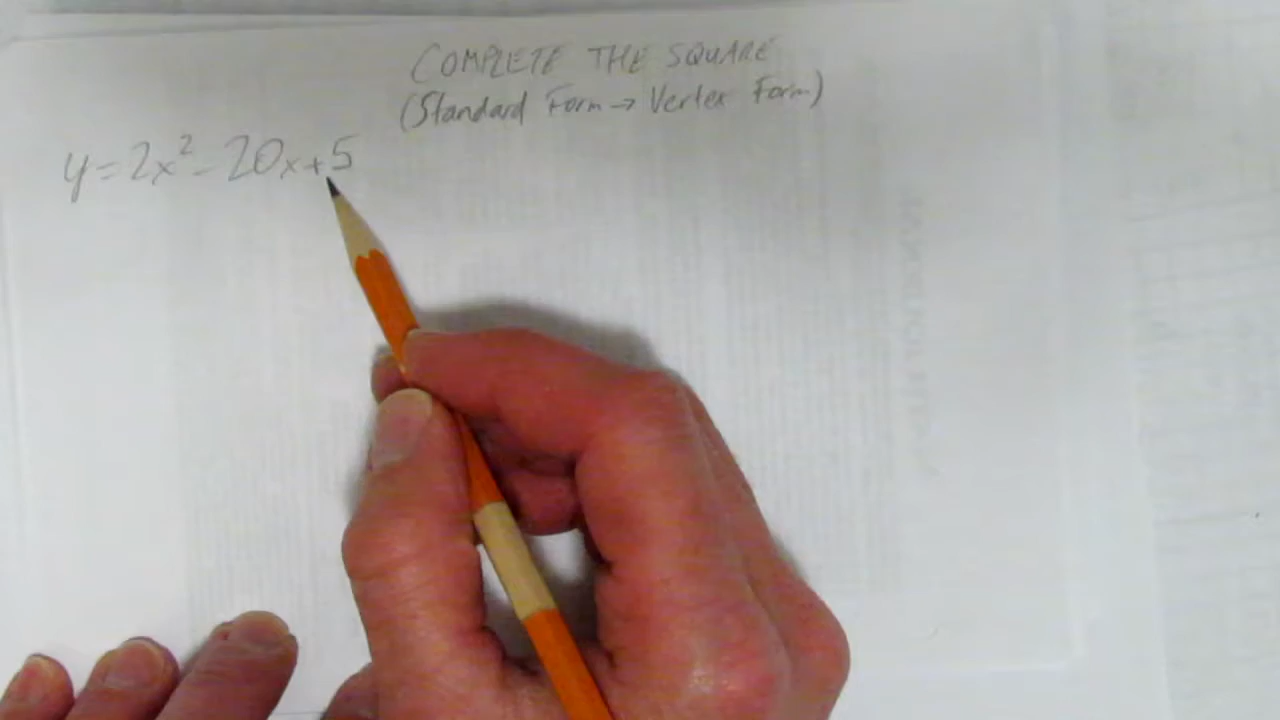 COMPLETE THE SQUARE
(Standard Form → Vertex Form)
y = 2x² - 20x + 5